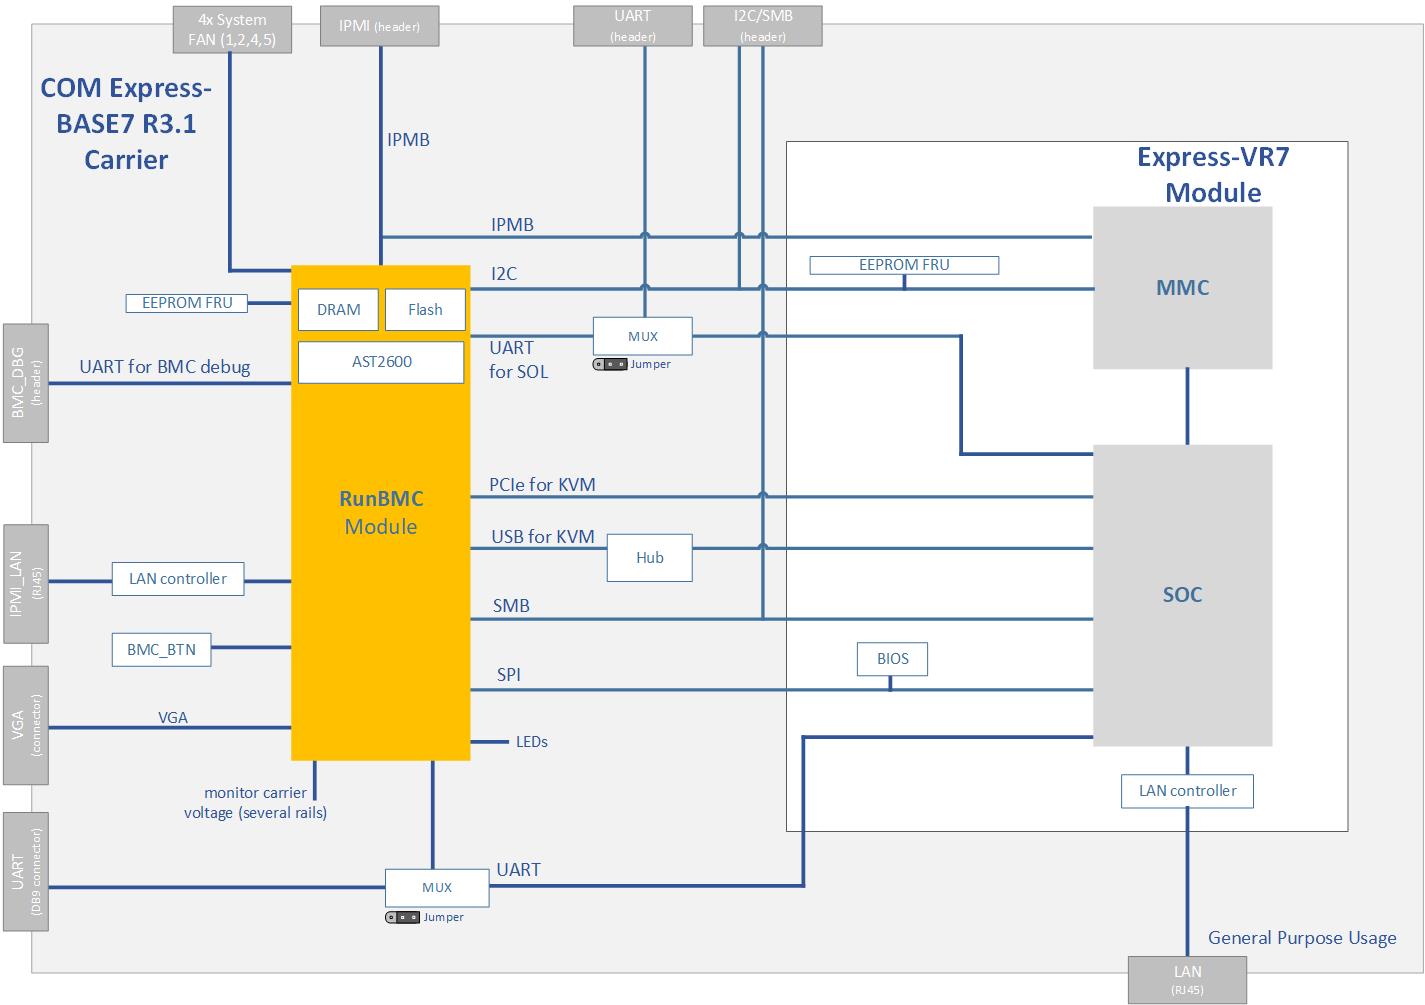 4x System
FAN (1,2,4,5)
IPMI (header)
UART
(header)
I2C/SMB
(header)
COM Express-
BASE7 R3.1
Carrier
IPMB
Express-VR7
Module
IPMB
I2C
EEPROM FRU
MMC
EEPROM FRU
DRAM
Flash
AST2600
UART
for SOL
MUX
Jumper
BMC_DBG
(header)
UART for BMC debug
RunBMC
Module
PCIe for KVM
USB for KVM
Hub
SMB
SOC
IPMI_LAN
(RJ45)
LAN controller
BMC_BTN
SPI
BIOS
VGA
(connector)
VGA
LEDs
monitor carrier
voltage (several rails)
LAN controller
UART
(DB9 connector)
MUX
UART
Jumper
General Purpose Usage
LAN
(RJ45)